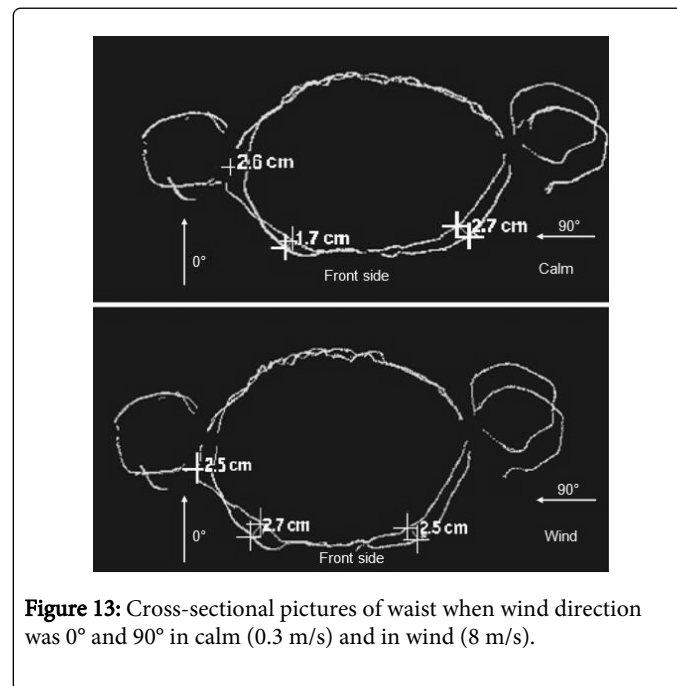 2.6 cm
1.7 cm
2.7 cm
0°
90°
Front side
Calm
2.5 cm
2.7 cm
2.5 cm
0°
90°
Front side
Wind
Figure 13: Cross-sectional pictures of waist when wind direction
was 0° and 90° in calm (0.3 m/s) and in wind (8 m/s).